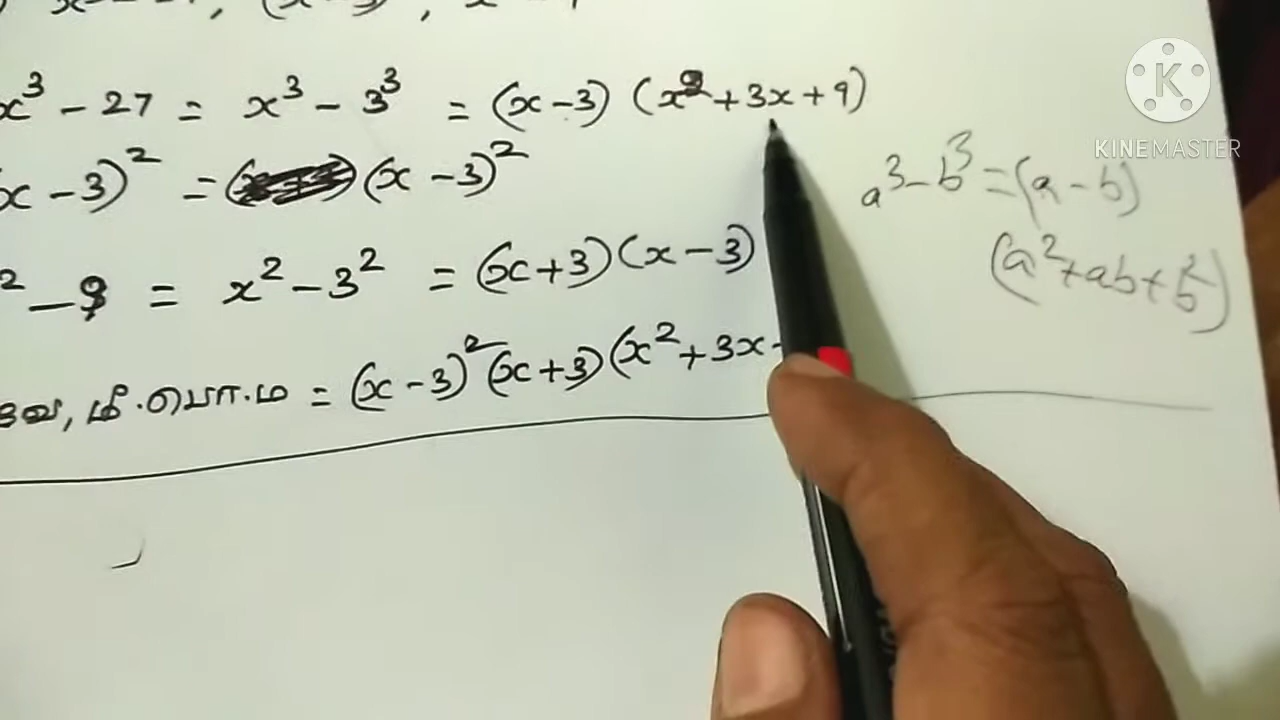 x³ - 27 = x³ - 3³ = (x-3) (x² + 3x + 9)
x - 3)² = (x - 3)²
² - 9 = x² - 3² = (x+3)(x-3)
மீ.பொ.ம = (x-3)² (x+3) (x² + 3x
a³ - b³ = (a - b)
(a² + ab + b²)
KINEMASTER